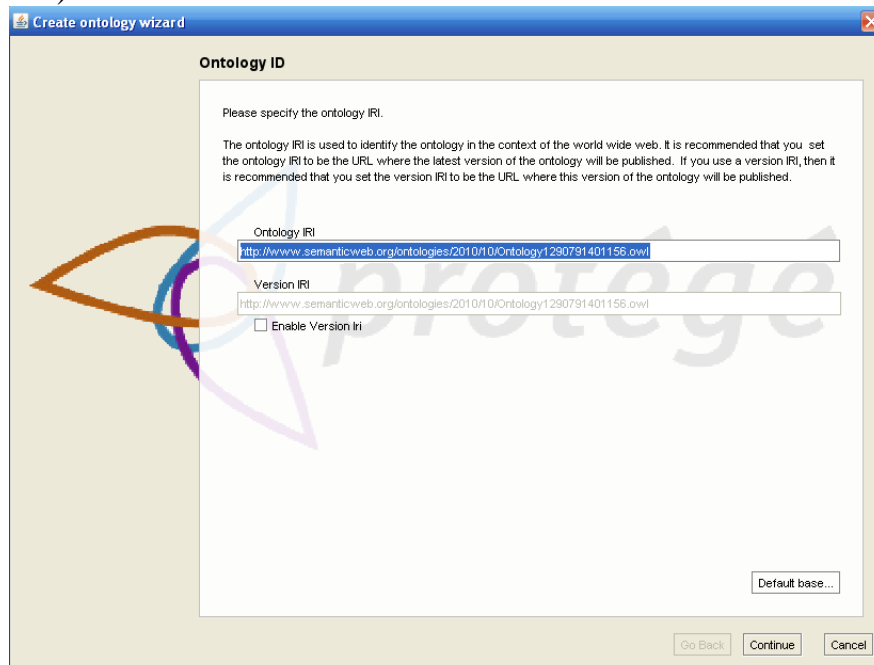 Create ontology wizard
Ontology ID
Please specify the ontology IRI.
The ontology IRI is used to identify the ontology in the context of the world wide web. It is recommended that you set
the ontology IRI to be the URL where the latest version of the ontology will be published. If you use a version IRI, then it
is recommended that you set the version IRI to be the URL where this version of the ontology will be published.
Ontology IRI
http://www.semanticweb.org/ontologies/2010/10/Ontology1290791401156.owl
Version IRI
http://www.semanticweb.org/ontologies/2010/10/Ontology1290791401156.owl
Enable Version Iri
protégé
Default base...
Go Back
Continue
Cancel